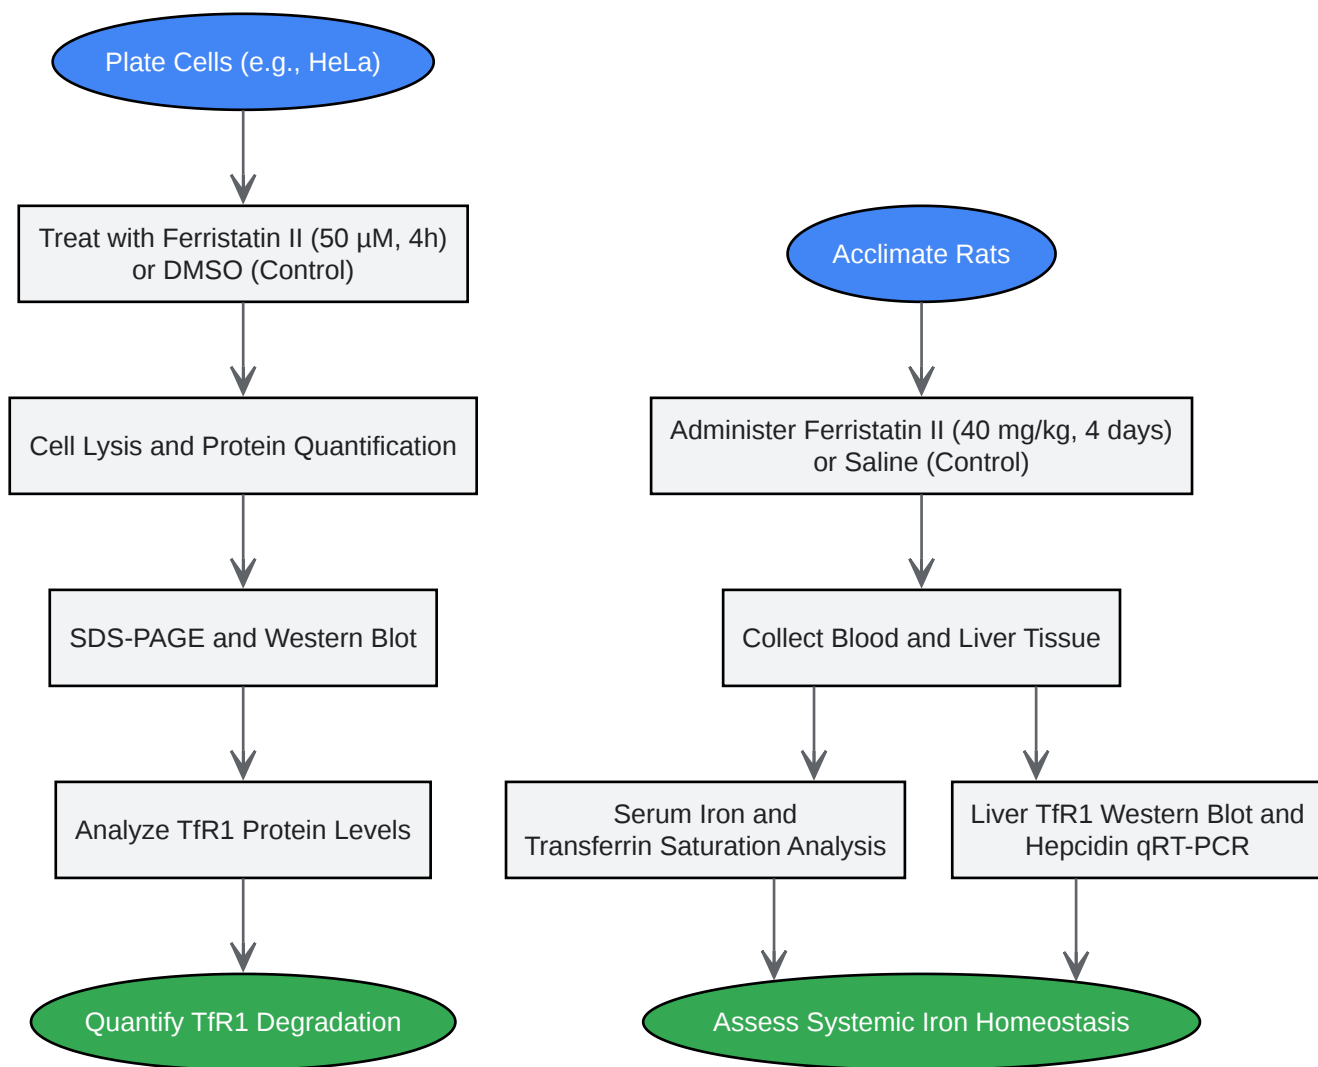 Plate Cells (e.g., HeLa)
Treat with Ferristatin II (50 µM, 4h)
or DMSO (Control)
Cell Lysis and Protein Quantification
SDS-PAGE and Western Blot
Analyze TfR1 Protein Levels
Quantify TfR1 Degradation
Acclimate Rats
Administer Ferristatin II (40 mg/kg, 4 days)
or Saline (Control)
Collect Blood and Liver Tissue
Serum Iron and
Transferrin Saturation Analysis
Liver TfR1 Western Blot and
Hepcidin qRT-PCR
Assess Systemic Iron Homeostasis